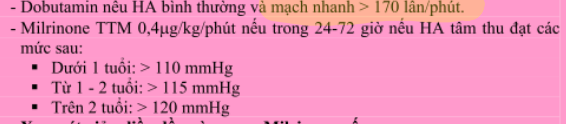 - Dobutamin nếu HA bình thường và mạch nhanh > 170 lần/phút.
- Milrinone TTM 0,4µg/kg/phút nếu trong 24-72 giờ nếu HA tâm thu đạt các
mức sau:
▪ Dưới 1 tuổi: > 110 mmHg
▪ Từ 1 - 2 tuổi: > 115 mmHg
▪ Trên 2 tuổi: > 120 mmHg